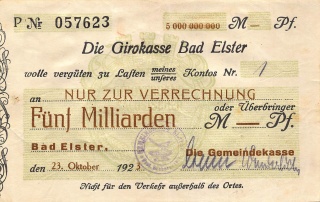 P № 057623
5 000 000 000 M — Pf.
Die Girokasse Bad Elster
wolle vergüten zu Lasten meines unseres Kontos Nr. 1
an NUR ZUR VERRECHNUNG
oder Überbringer
Fünf Milliarden M — Pf.
Bad Elster.
den 23. Oktober 1923 Die Gemeindekasse
Nicht für den Verkehr außerhalb des Ortes.